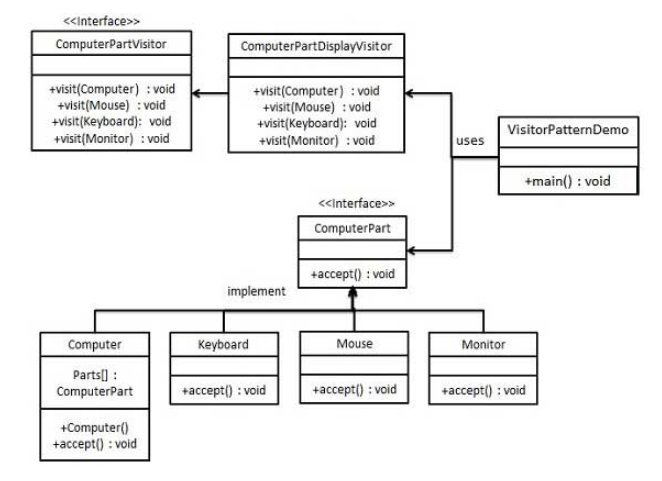 <<Interface>>
ComputerPartVisitor
+visit(Computer) : void
+visit(Mouse) : void
+visit(Keyboard): void
+visit(Monitor) : void
ComputerPartDisplayVisitor
+visit(Computer) : void
+visit(Mouse) : void
+visit(Keyboard): void
+visit(Monitor) : void
uses
VisitorPatternDemo
+main() : void
<<Interface>>
ComputerPart
+accept() : void
implement
Computer
Parts[] :
ComputerPart
+Computer()
+accept() : void
Keyboard
+accept() : void
Mouse
+accept() : void
Monitor
+accept() : void